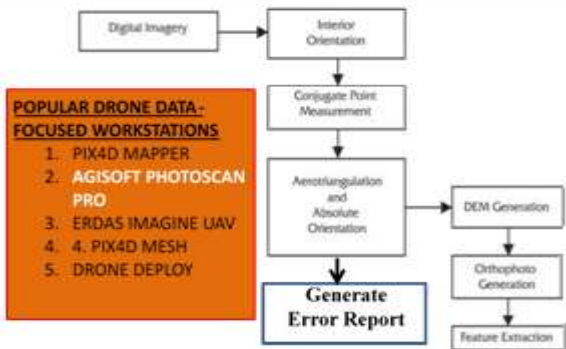 Digital Imagery
Interior
Orientation
Conjugate Point
Measurement
POPULAR DRONE DATA-
FOCUSED WORKSTATIONS
1. PIX4D MAPPER
2. AGISOFT PHOTOSCAN
PRO
3. ERDAS IMAGINE UAV
4. 4. PIX4D MESH
5. DRONE DEPLOY
Aerotriangulation
and
Absolute
Orientation
DEM Generation
Orthophoto
Generation
Feature Extraction
Generate
Error Report